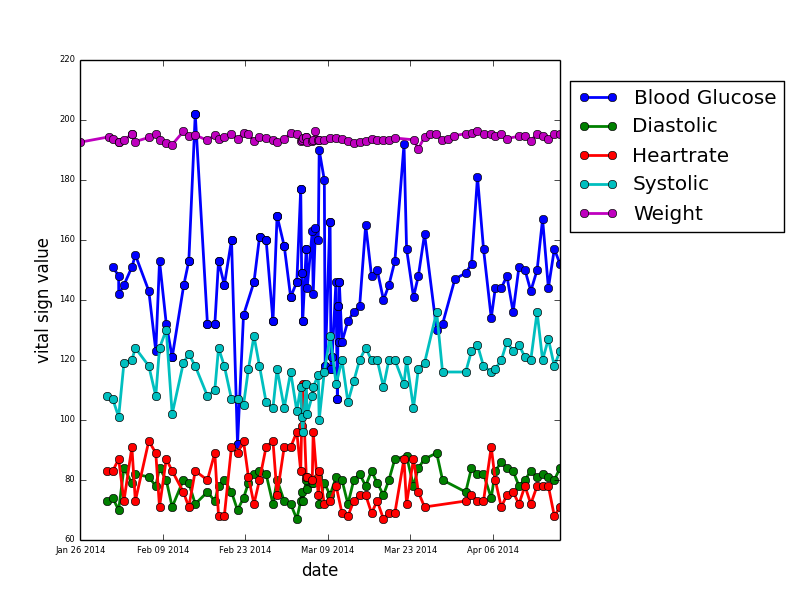 220
200
180
160
140
120
100
80
60
vital sign value
Jan 26 2014 Feb 09 2014 Feb 23 2014 Mar 09 2014 Mar 23 2014 Apr 06 2014
date
Blood Glucose
Diastolic
Heartrate
Systolic
Weight